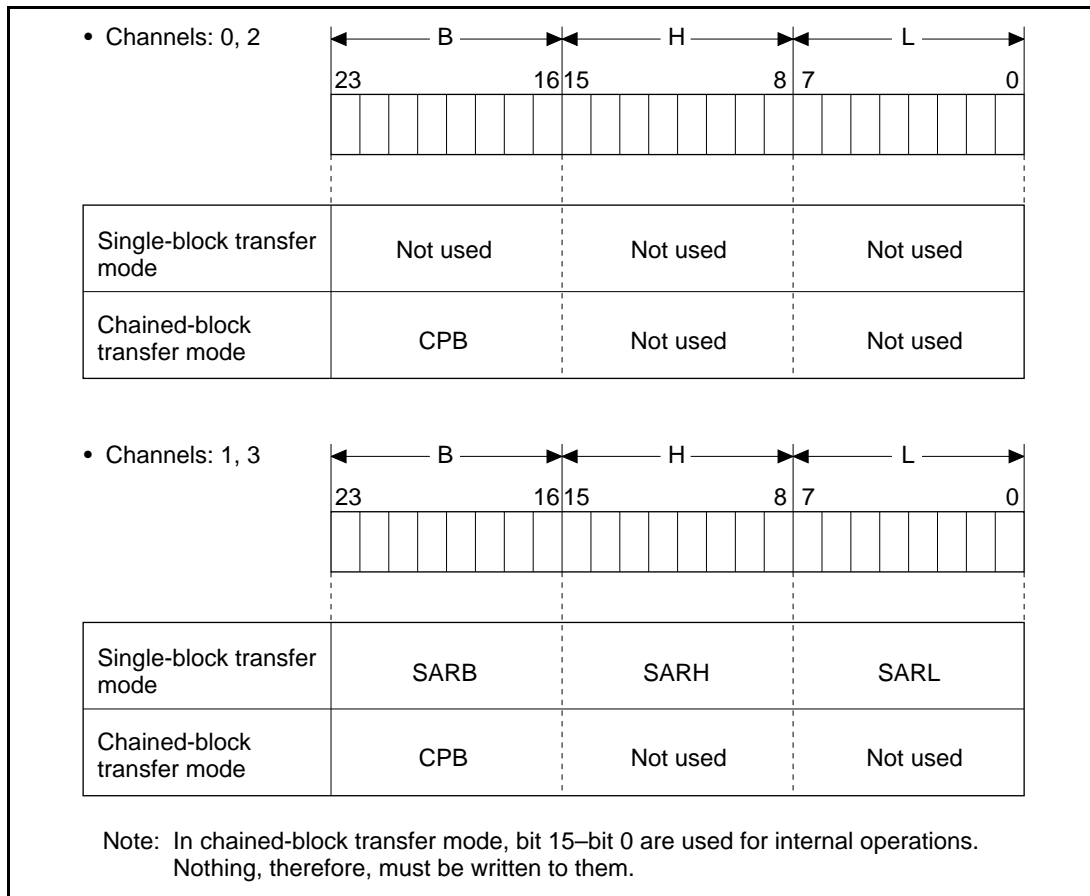 • Channels: 0, 2
B H L
23 16 15 8 7 0
Single-block transfer
mode
Not used Not used Not used
Chained-block
transfer mode
CPB Not used Not used
• Channels: 1, 3
B H L
23 16 15 8 7 0
Single-block transfer
mode
SARB SARH SARL
Chained-block
transfer mode
CPB Not used Not used
Note: In chained-block transfer mode, bit 15–bit 0 are used for internal operations.
Nothing, therefore, must be written to them.